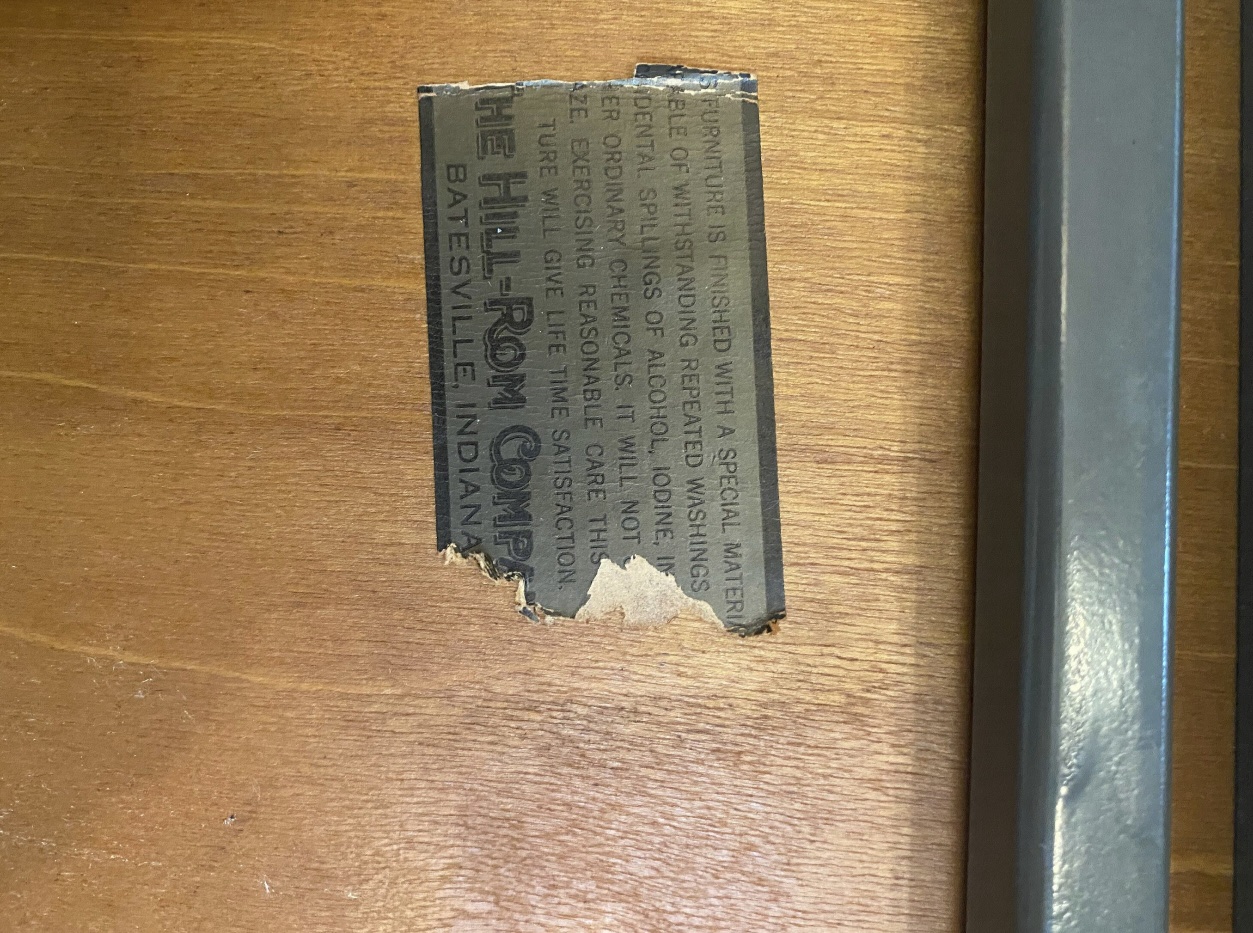 S FURNITURE IS FINISHED WITH A SPECIAL MATERI
ABLE OF WITHSTANDING REPEATED WASHINGS
IDENTAL SPILLINGS OF ALCOHOL, IODINE, IN
ER ORDINARY CHEMICALS. IT WILL NOT
ZE. EXERCISING REASONABLE CARE THIS
TURE WILL GIVE LIFE TIME SATISFACTION.
THE HILL-ROM COMPA
BATESVILLE, INDIANA